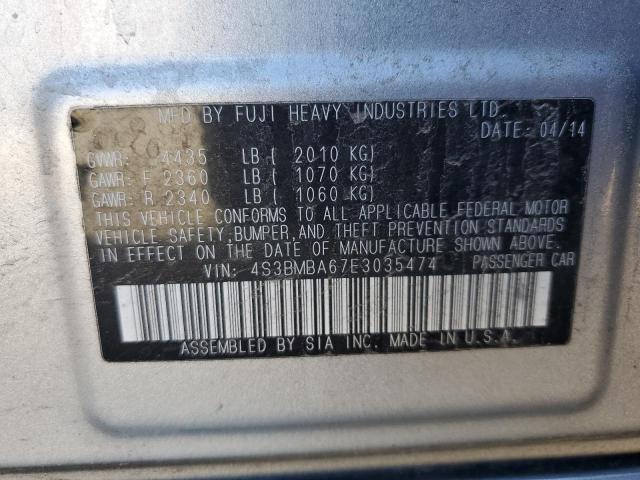 MFD BY FUJI HEAVY INDUSTRIES LTD.
DATE: 04/14
GVWR: 4435 LB ( 2010 KG)
GAWR: F 2360 LB ( 1070 KG)
GAWR: R 2340 LB ( 1060 KG)
THIS VEHICLE CONFORMS TO ALL APPLICABLE FEDERAL MOTOR
VEHICLE SAFETY, BUMPER, AND THEFT PREVENTION STANDARDS
IN EFFECT ON THE DATE OF MANUFACTURE SHOWN ABOVE.
VIN: 4S3BMBA67E3035474 PASSENGER CAR
ASSEMBLED BY SIA INC. MADE IN U.S.A.